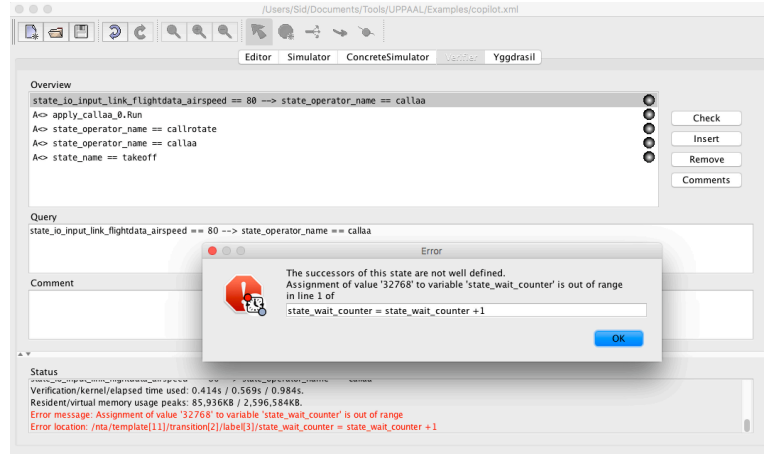 /Users/Sid/Documents/Tools/UPPAAL/Examples/copilot.xml
Editor Simulator ConcreteSimulator Verifier Yggdrasil
Overview
state_io_input_link_flightdata_airspeed == 80 --> state_operator_name == callaa
A<> apply_callaa_0.Run
A<> state_operator_name == callrotate
A<> state_operator_name == callaa
A<> state_name == takeoff
Check
Insert
Remove
Comments
Query
state_io_input_link_flightdata_airspeed == 80 --> state_operator_name == callaa
Error
The successors of this state are not well defined.
Assignment of value '32768' to variable 'state_wait_counter' is out of range
in line 1 of
state_wait_counter = state_wait_counter +1
OK
Comment
Status
Verification/kernel/elapsed time used: 0.414s / 0.569s / 0.984s.
Resident/virtual memory usage peaks: 85,936KB / 2,596,584KB.
Error message: Assignment of value '32768' to variable 'state_wait_counter' is out of range
Error location: /nta/template[11]/transition[2]/label[3]/state_wait_counter = state_wait_counter +1